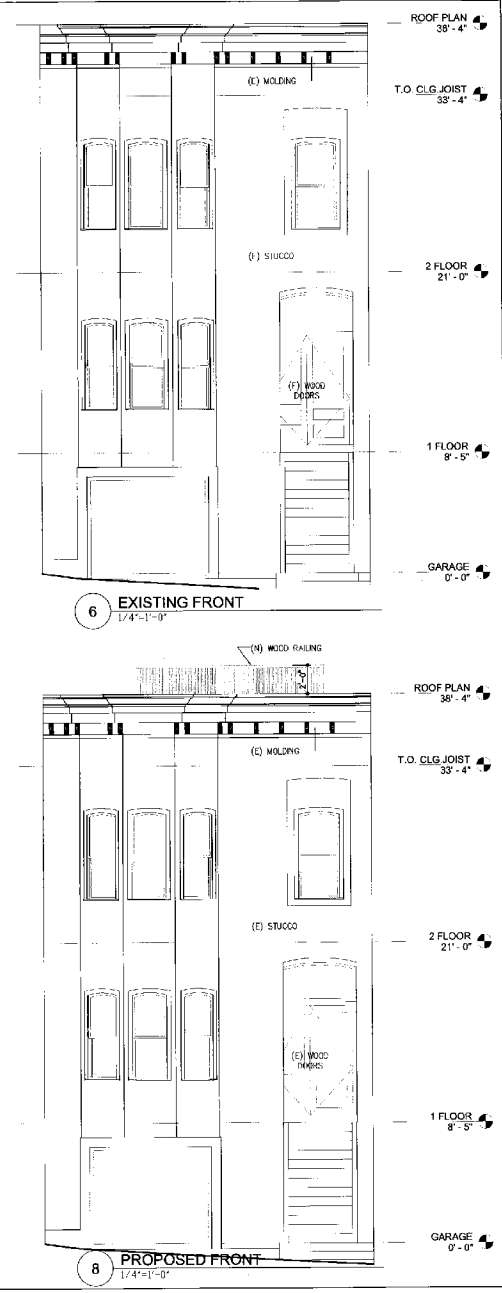 ROOF PLAN
38' - 4"
(E) MOLDING
T.O. CLG.JOIST
33' - 4"
(E) STUCCO
2 FLOOR
21' - 0"
(E) WOOD
DOORS
1 FLOOR
8' - 5"
GARAGE
0' - 0"
6
EXISTING FRONT
1/4"=1'-0"
(N) WOOD RAILING
2'-0"
ROOF PLAN
38' - 4"
(E) MOLDING
T.O. CLG.JOIST
33' - 4"
(E) STUCCO
2 FLOOR
21' - 0"
(E) WOOD
DOORS
1 FLOOR
8' - 5"
GARAGE
0' - 0"
8
PROPOSED FRONT
1/4"=1'-0"